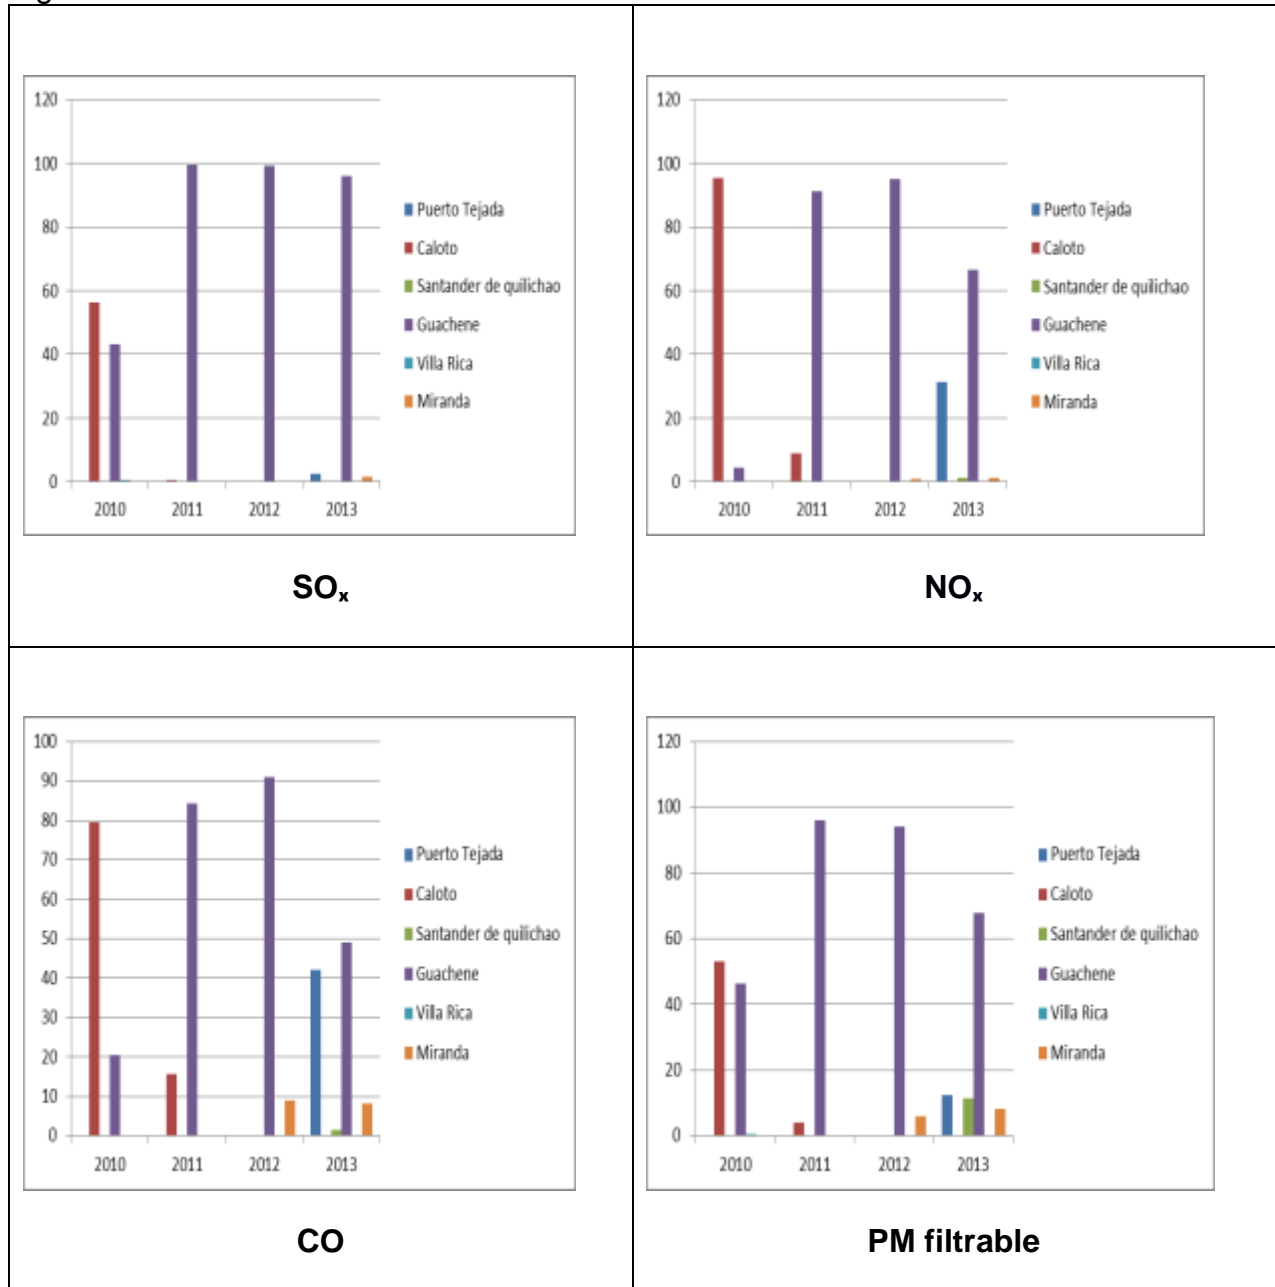 120
100
80
60
40
20
0
2010 2011 2012 2013
Puerto Tejada
Caloto
Santander de quilichao
Guachene
Villa Rica
Miranda
SOₓ
120
100
80
60
40
20
0
2010 2011 2012 2013
Puerto Tejada
Caloto
Santander de quilichao
Guachene
Villa Rica
Miranda
NOₓ
100
90
80
70
60
50
40
30
20
10
0
2010 2011 2012 2013
Puerto Tejada
Caloto
Santander de quilichao
Guachene
Villa Rica
Miranda
CO
120
100
80
60
40
20
0
2010 2011 2012 2013
Puerto Tejada
Caloto
Santander de quilichao
Guachene
Villa Rica
Miranda
PM filtrable